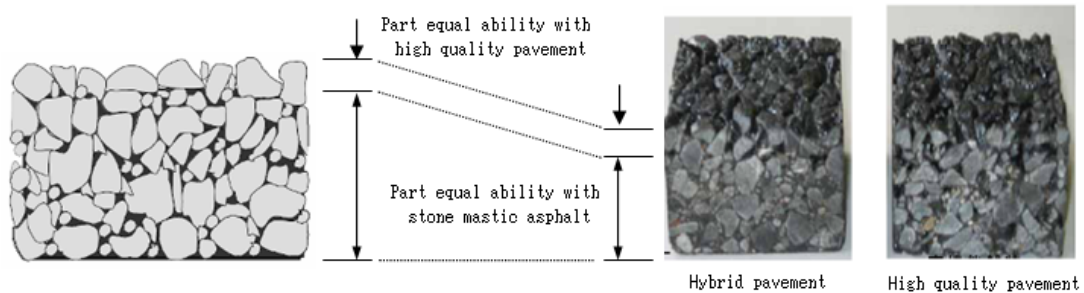 Part equal ability with
high quality pavement
Part equal ability with
stone mastic asphalt
Hybrid pavement
High quality pavement